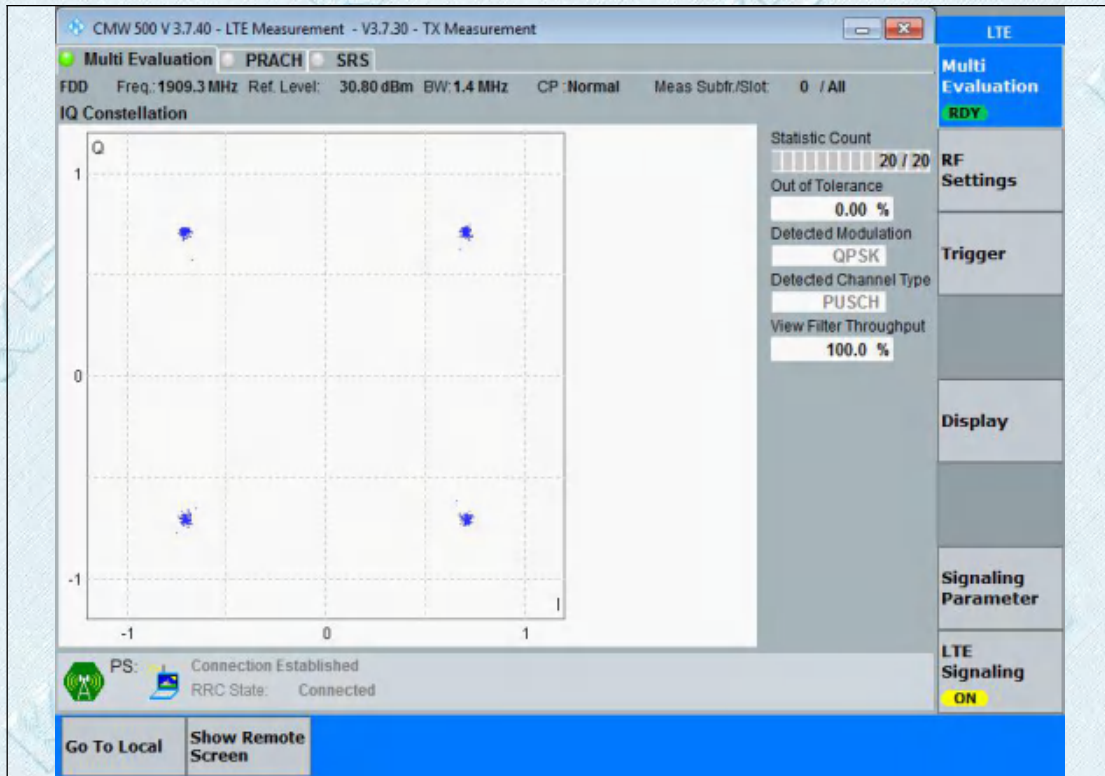 CMW 500 V 3.7.40 - LTE Measurement - V3.7.30 - TX Measurement
LTE
Multi Evaluation PRACH SRS
Multi
Evaluation
RDY
FDD Freq.: 1909.3 MHz Ref. Level: 30.80 dBm BW: 1.4 MHz CP : Normal Meas Subfr./Slot: 0 / All
IQ Constellation
Q
1
0
-1
-1 0 1
I
Statistic Count
20 / 20
Out of Tolerance
0.00 %
Detected Modulation
QPSK
Detected Channel Type
PUSCH
View Filter Throughput
100.0 %
RF
Settings
Trigger
Display
Signaling
Parameter
LTE
Signaling
ON
PS: Connection Established
RRC State: Connected
Go To Local
Show Remote
Screen